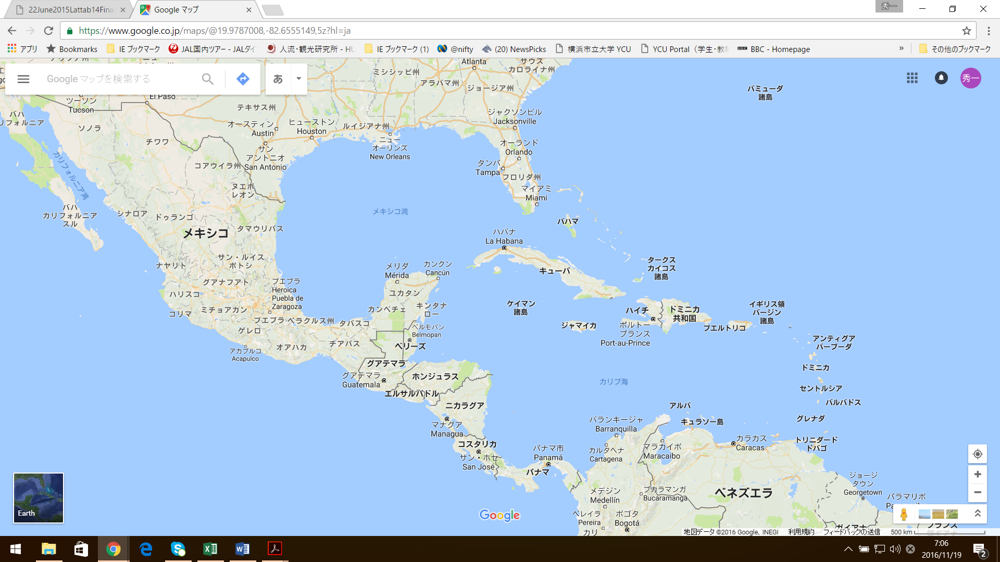 22June2015Lattab14Fina
Google マップ
秀一
https://www.google.co.jp/maps/@19.9787008,-82.6555149,5z?hl=ja
アプリ
Bookmarks
IE ブックマーク
JAL国内ツアー - JALダイ
人流・観光研究所 - HU
IE ブックマーク (1)
@nifty
(20) NewsPicks
横浜市立大学 YCU
YCU Portal（学生・教職
BBC - Homepage
»
その他のブックマーク
Google マップを検索する
あ
秀一
Atlanta
サウス
カロライナ州
ミシシッピ州
アラバマ州
ジョージア州
バミューダ
諸島
El Paso
ツーソン
Tucson
テキサス州
バハ
リフォルニア
ソノラ
チワワ
オースティン
Austin
ヒューストン
Houston
ルイジアナ州
ジャクソンビル
Jacksonville
ニュー
オーリンズ
New Orleans
オーランド
Orlando
サン
アントニオ
San Antonio
コアウイラ州
タンパ
Tampa
フロリダ州
マイアミ
Miami
カリフォルニア湾
ヌエボ
レオン
バハ
カリフォルニア
スル
シナロア
ドゥランゴ
メキシコ湾
バハマ
メキシコ
タマウリパス
ハバナ
La Habana
サン・ルイス
ポトシ
ナヤリト
メリダ
Mérida
カンクン
Cancún
キューバ
タークス
カイコス
諸島
グアナフアト
プエブラ
Heroica
Puebla de
Zaragoza
ハリスコ
ユカタン
キンタナ
ロー
カンペチェ
ケイマン
諸島
ハイチ
ドミニカ
共和国
イギリス領
バージン
諸島
ミチョアカン
コリマ
プエブラ
ベラクルス州
タバスコ
ゲレロ
ベルモパン
Belmopan
ジャマイカ
ポルトー
プランス
Port-au-Prince
プエルトリコ
アンティグア
バーブーダ
オアハカ
チアパス
ベリーズ
アカプルコ
Acapulco
グアテマラ
ドミニカ
グアテマラ
Guatemala
ホンジュラス
カリブ海
セントルシア
エルサルバドル
ニカラグア
アルバ
バルバドス
マナグア
Managua
バランキージャ
Barranquilla
キュラソー島
グレナダ
コスタリカ
サン・ホセ
San José
パナマ市
Panamá
カルタヘナ
Cartagena
マラカイボ
Maracaibo
カラカス
Caracas
トリニダード
トバゴ
パナマ
メデジン
Medellín
ブカラマンガ
Bucaramanga
ベネズエラ
ジョージ
タウン
Georgetown
パラマリボ
ペレイラ
Pereira
ボゴタ
Bogotá
カリ
ガイアナ
フランス
領ギアナ
Earth
Google
地図データ ©2016 Google、INEGI
利用規約
フィードバックの送信
500 km
7:06
2016/11/19
2